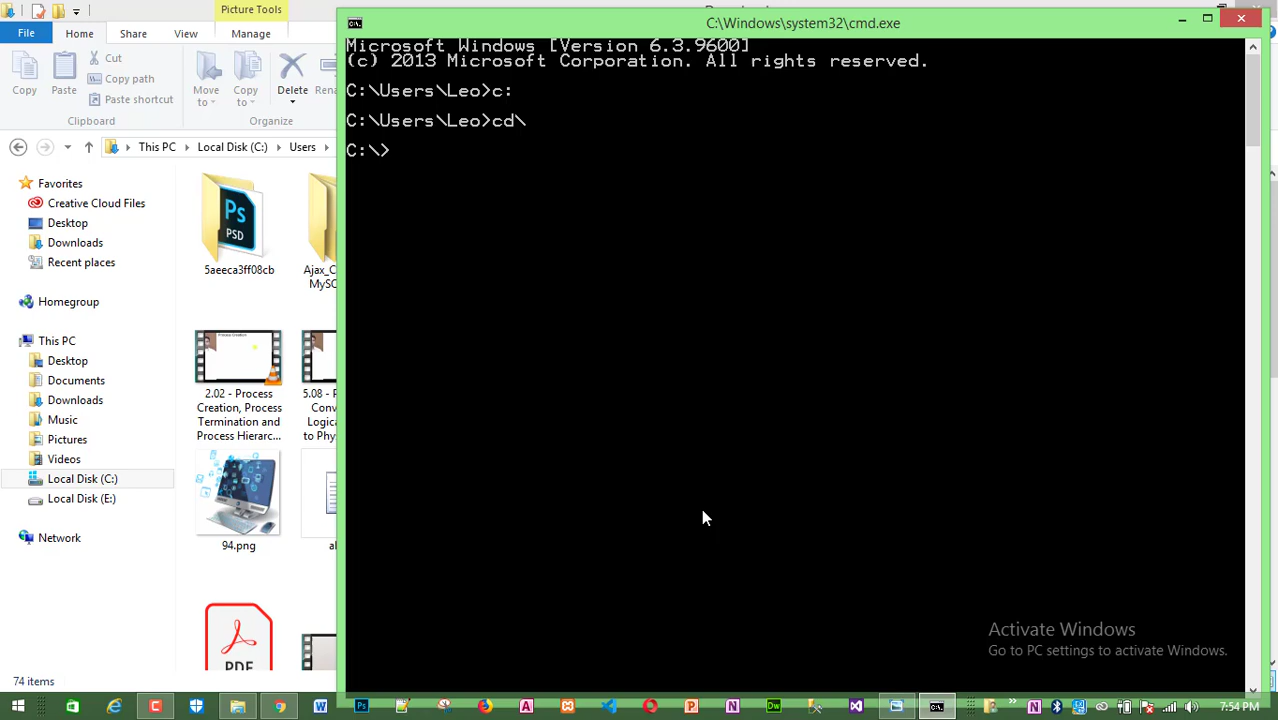 Picture Tools
C:\Windows\system32\cmd.exe
File
Home
Share
View
Manage
Copy
Paste
Cut
Copy path
Paste shortcut
Move to
Copy To
Delete
Clipboard
Organize
This PC
Local Disk (C:)
Users
Favorites
Creative Cloud Files
Desktop
Downloads
Recent places
Homegroup
This PC
Desktop
Documents
Downloads
Music
Pictures
Videos
Local Disk (C:)
Local Disk (E:)
Network
Ps
PSD
5aeeca3ff08cb
Process Creation
2.02 - Process
Creation, Process
Termination and
Process Hierarc...
94.png
PDF
74 items
Microsoft Windows [Version 6.3.9600]
(c) 2013 Microsoft Corporation. All rights reserved.
C:\Users\Leo>c:
C:\Users\Leo>cd\
C:\>
Activate Windows
Go to PC settings to activate Windows.
7:54 PM